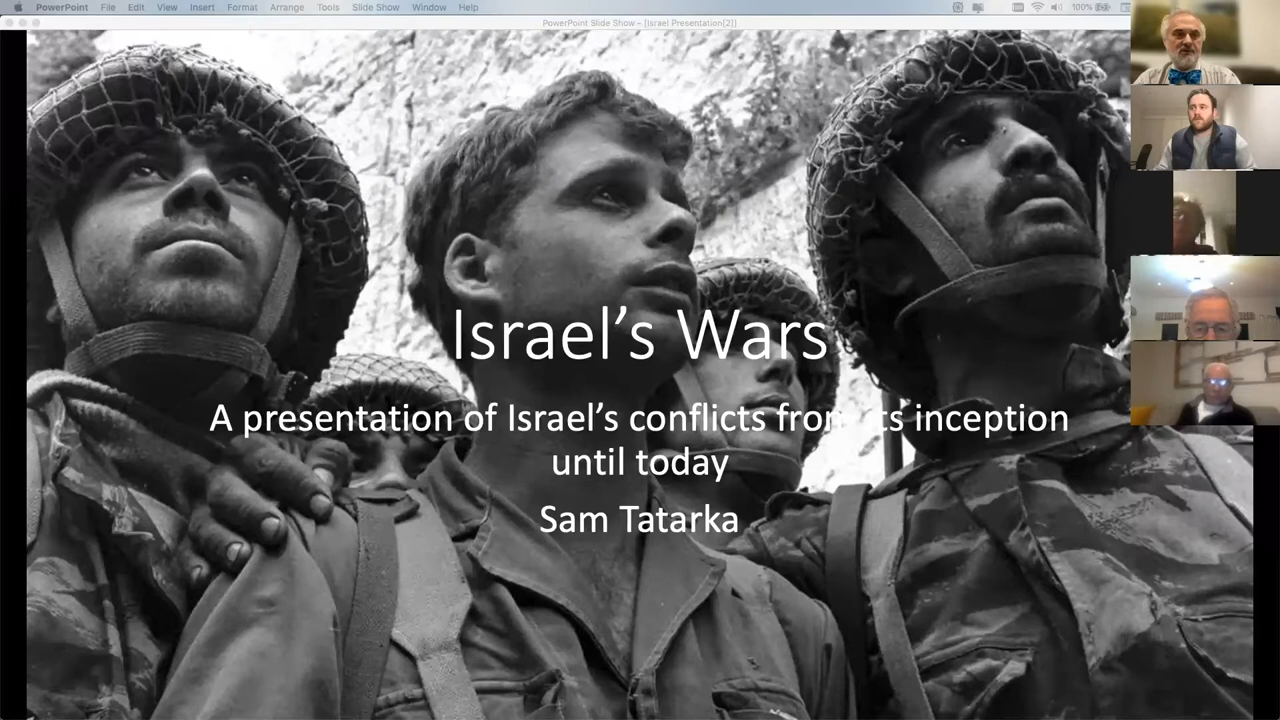 PowerPoint File Edit View Insert Format Arrange Tools Slide Show Window Help 100%
PowerPoint Slide Show – [Israel Presentation[2]]
Israel’s Wars
A presentation of Israel’s conflicts from its inception
until today
Sam Tatarka